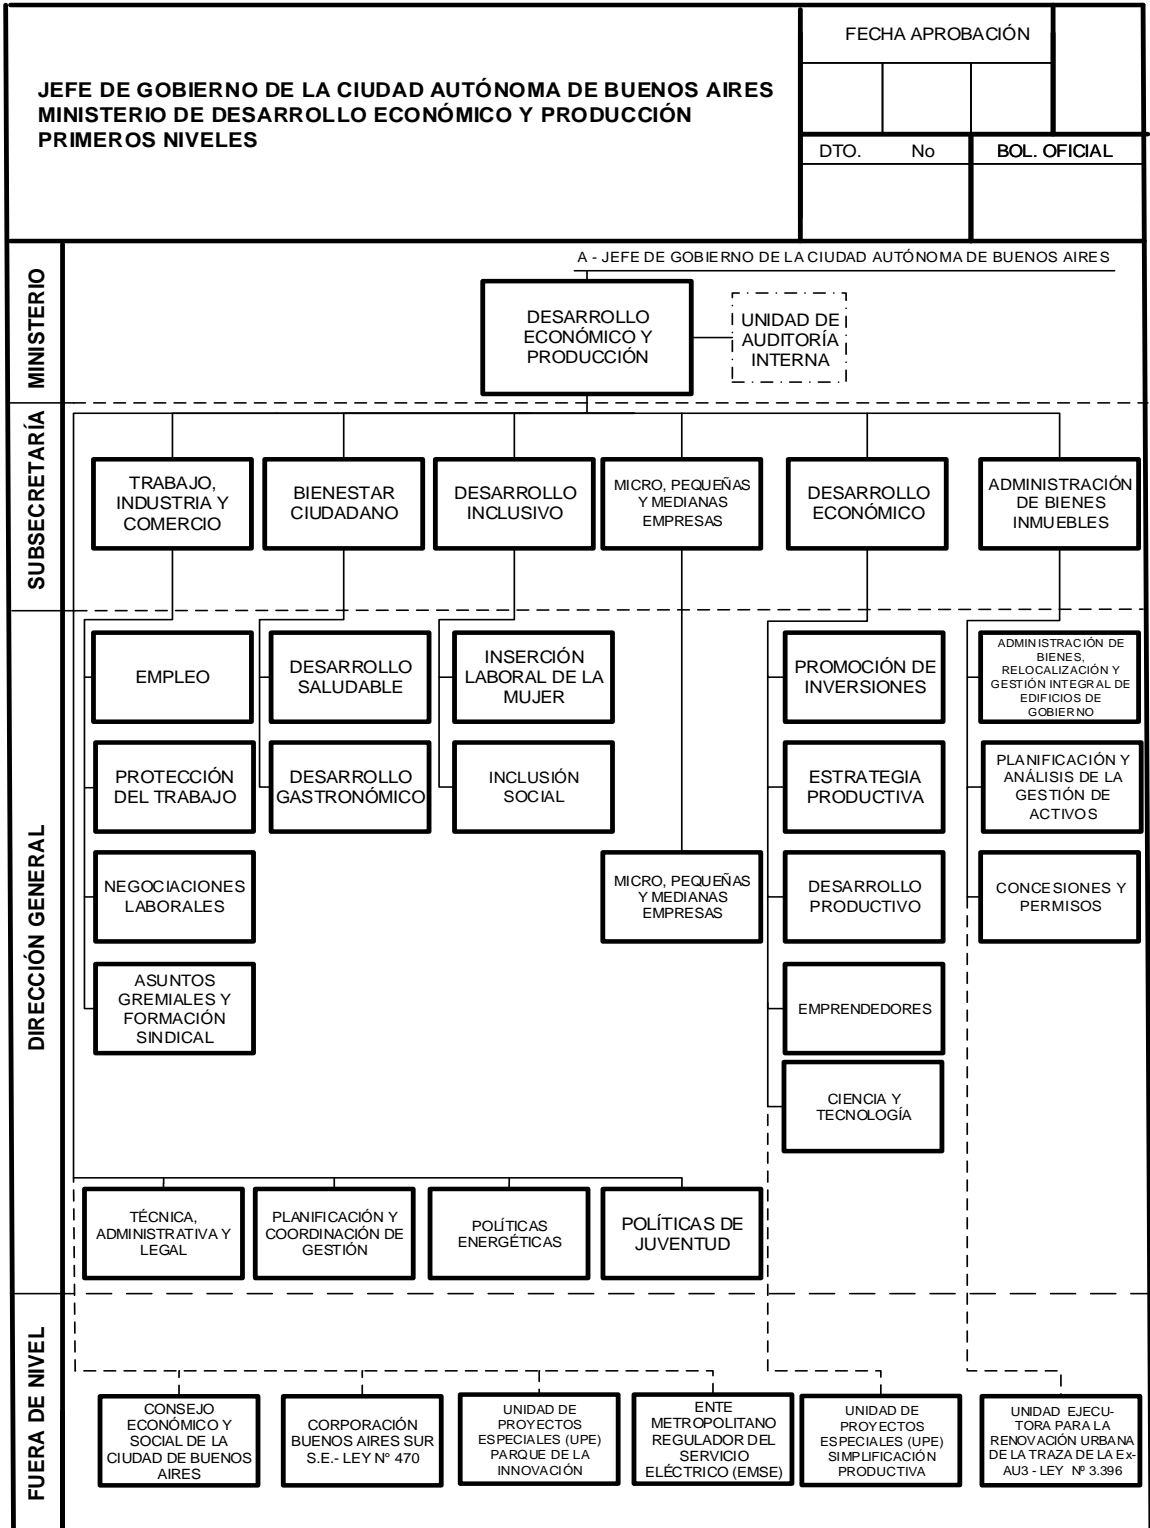 JEFE DE GOBIERNO DE LA CIUDAD AUTÓNOMA DE BUENOS AIRES
MINISTERIO DE DESARROLLO ECONÓMICO Y PRODUCCIÓN
PRIMEROS NIVELES
FECHA APROBACIÓN
DTO. No
BOL. OFICIAL
MINISTERIO
A - JEFE DE GOBIERNO DE LA CIUDAD AUTÓNOMA DE BUENOS AIRES
DESARROLLO
ECONÓMICO Y
PRODUCCIÓN
UNIDAD DE
AUDITORÍA
INTERNA
SUBSECRETARÍA
TRABAJO,
INDUSTRIA Y
COMERCIO
BIENESTAR
CIUDADANO
DESARROLLO
INCLUSIVO
MICRO, PEQUEÑAS
Y MEDIANAS
EMPRESAS
DESARROLLO
ECONÓMICO
ADMINISTRACIÓN
DE BIENES
INMUEBLES
DIRECCIÓN GENERAL
EMPLEO
DESARROLLO
SALUDABLE
INSERCIÓN
LABORAL DE LA
MUJER
PROMOCIÓN DE
INVERSIONES
ADMINISTRACIÓN DE
BIENES,
RELOCALIZACIÓN Y
GESTIÓN INTEGRAL DE
EDIFICIOS DE
GOBIERNO
PROTECCIÓN
DEL TRABAJO
DESARROLLO
GASTRONÓMICO
INCLUSIÓN
SOCIAL
ESTRATEGIA
PRODUCTIVA
PLANIFICACIÓN Y
ANÁLISIS DE LA
GESTIÓN DE
ACTIVOS
NEGOCIACIONES
LABORALES
MICRO, PEQUEÑAS
Y MEDIANAS
EMPRESAS
DESARROLLO
PRODUCTIVO
CONCESIONES Y
PERMISOS
ASUNTOS
GREMIALES Y
FORMACIÓN
SINDICAL
EMPRENDEDORES
CIENCIA Y
TECNOLOGÍA
TÉCNICA,
ADMINISTRATIVA Y
LEGAL
PLANIFICACIÓN Y
COORDINACIÓN DE
GESTIÓN
POLÍTICAS
ENERGÉTICAS
POLÍTICAS DE
JUVENTUD
FUERA DE NIVEL
CONSEJO
ECONÓMICO Y
SOCIAL DE LA
CIUDAD DE BUENOS
AIRES
CORPORACIÓN
BUENOS AIRES SUR
S.E.- LEY Nº 470
UNIDAD DE
PROYECTOS
ESPECIALES (UPE)
PARQUE DE LA
INNOVACIÓN
ENTE
METROPOLITANO
REGULADOR DEL
SERVICIO
ELÉCTRICO (EMSE)
UNIDAD DE
PROYECTOS
ESPECIALES (UPE)
SIMPLIFICACIÓN
PRODUCTIVA
UNIDAD EJECU-
TORA PARA LA
RENOVACIÓN URBANA
DE LA TRAZA DE LA Ex-
AU3 - LEY Nº 3.396